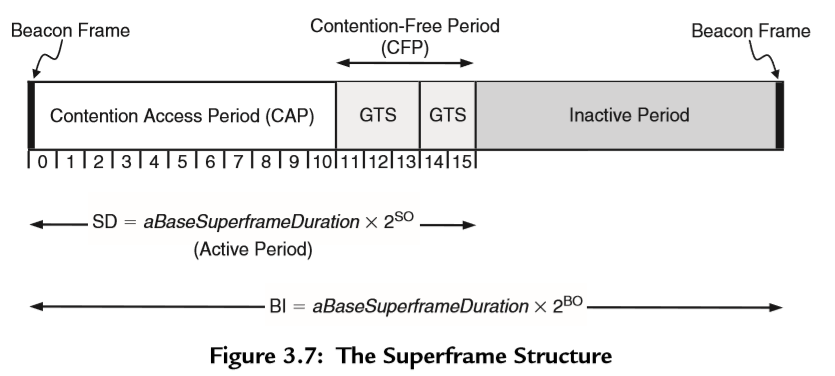 Beacon Frame
Contention-Free Period
(CFP)
Beacon Frame
Contention Access Period (CAP)
GTS
GTS
Inactive Period
0 1 2 3 4 5 6 7 8 9 10 11 12 13 14 15
SD = aBaseSuperframeDuration × 2^SO
(Active Period)
BI = aBaseSuperframeDuration × 2^BO
Figure 3.7: The Superframe Structure